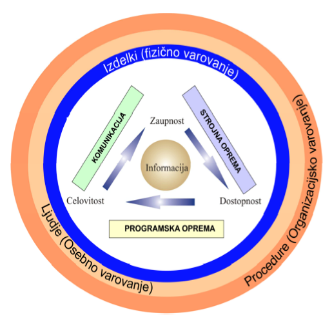 Izdelki (fizično varovanje)
KOMUNIKACIJA
Zaupnost
STROJNA OPREMA
Informacija
Celovitost
Dostopnost
PROGRAMSKA OPREMA
Ljudje (Osebno varovanje)
Procedure (Organizacijsko varovanje)